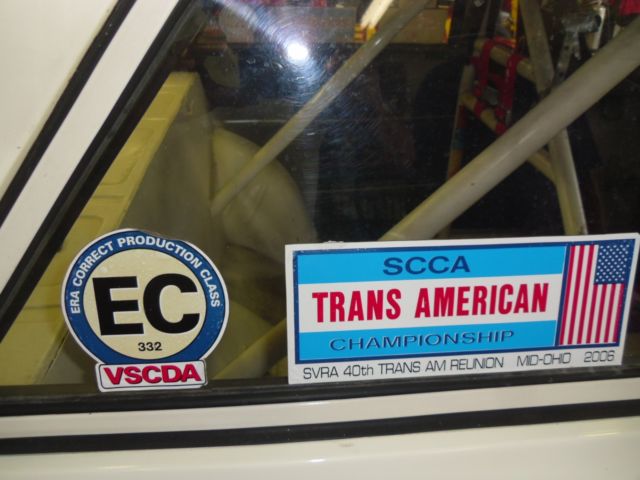 ERA CORRECT PRODUCTION CLASS
EC
332
VSCDA
SCCA
TRANS AMERICAN
CHAMPIONSHIP
SVRA 40th TRANS AM REUNION MID-OHIO 2006